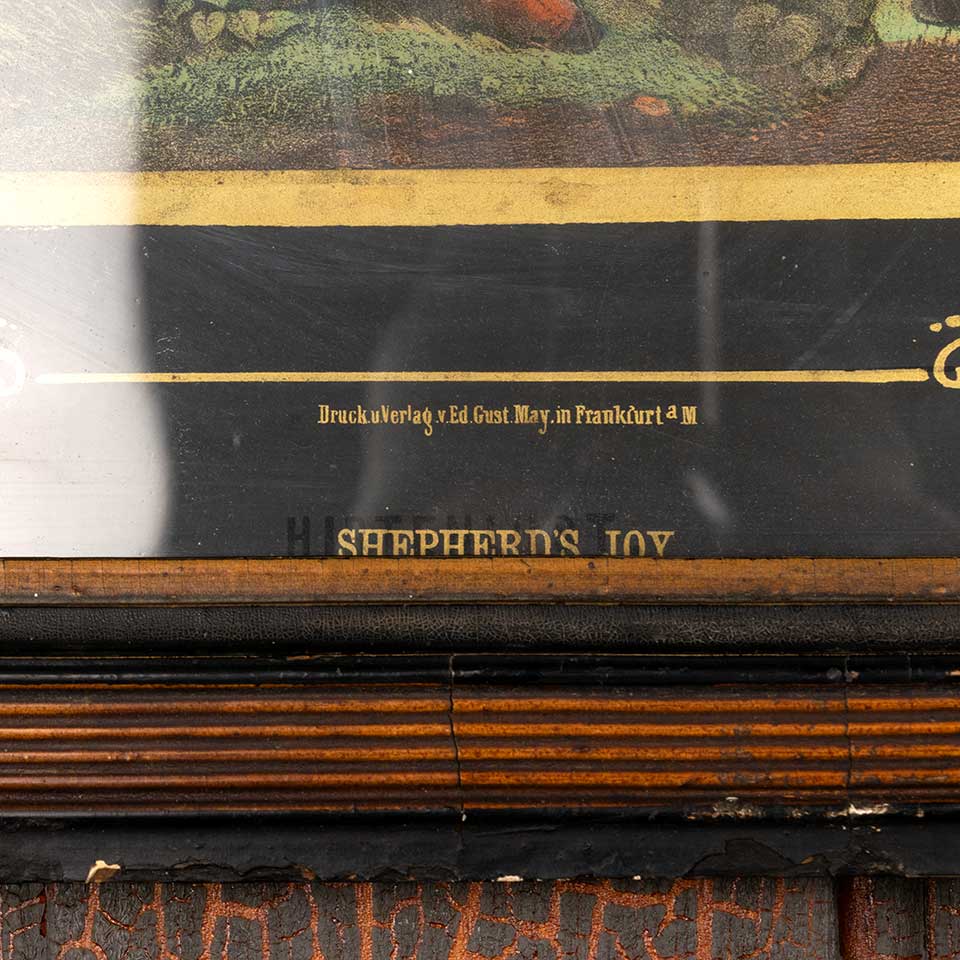 Druck.u.Verlag.v.Ed.Gust.May.in Frankfurt a M
SHEPHERD'S JOY